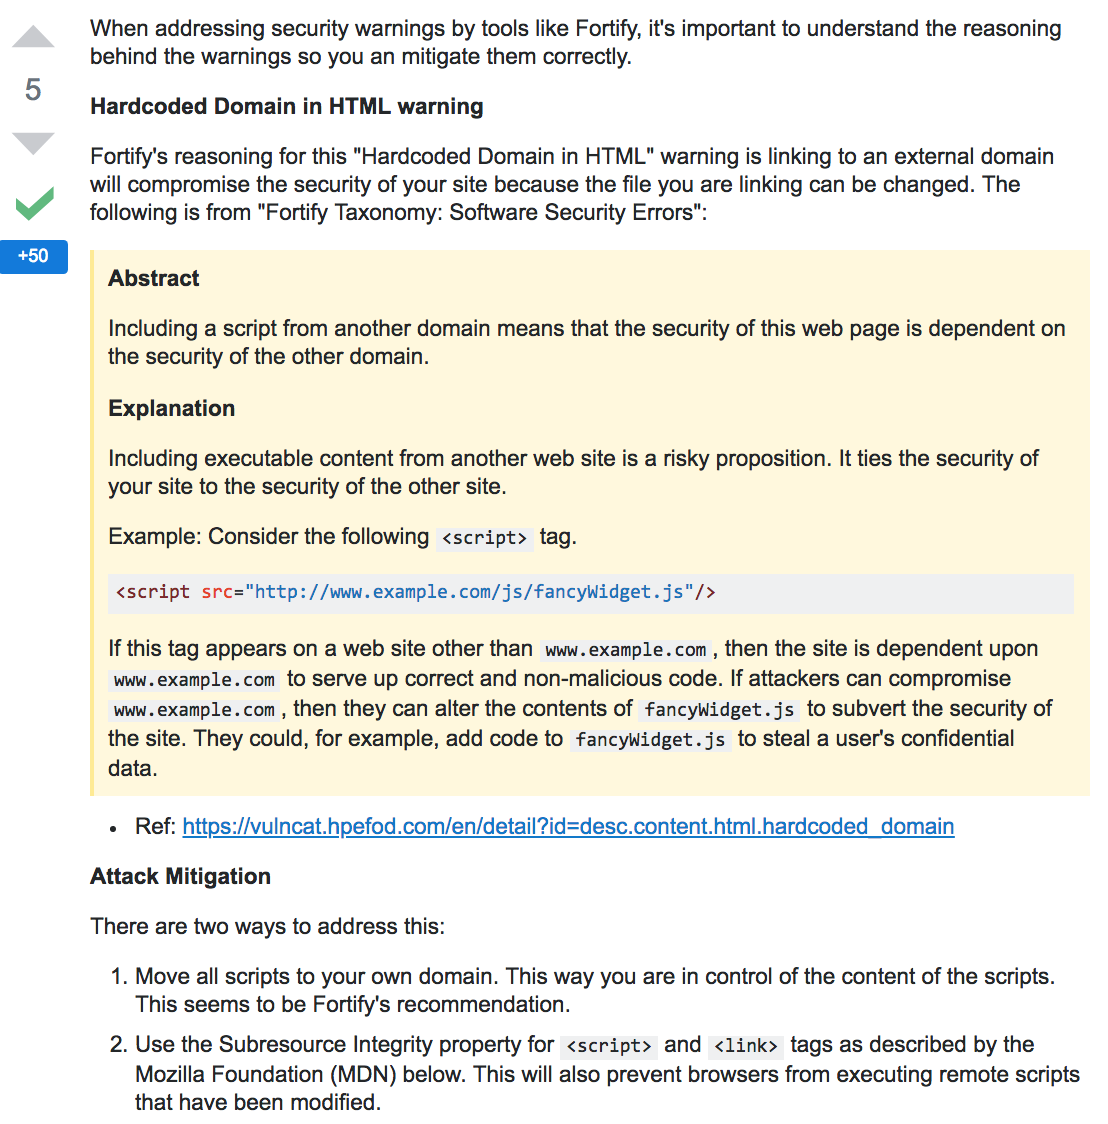 When addressing security warnings by tools like Fortify, it's important to understand the reasoning
behind the warnings so you an mitigate them correctly.
5
Hardcoded Domain in HTML warning
Fortify's reasoning for this "Hardcoded Domain in HTML" warning is linking to an external domain
will compromise the security of your site because the file you are linking can be changed. The
following is from "Fortify Taxonomy: Software Security Errors":
+50
Abstract
Including a script from another domain means that the security of this web page is dependent on
the security of the other domain.
Explanation
Including executable content from another web site is a risky proposition. It ties the security of
your site to the security of the other site.
Example: Consider the following <script> tag.
<script src="http://www.example.com/js/fancyWidget.js"/>
If this tag appears on a web site other than www.example.com, then the site is dependent upon
www.example.com to serve up correct and non-malicious code. If attackers can compromise
www.example.com, then they can alter the contents of fancyWidget.js to subvert the security of
the site. They could, for example, add code to fancyWidget.js to steal a user's confidential
data.
• Ref: https://vulncat.hpefod.com/en/detail?id=desc.content.html.hardcoded_domain
Attack Mitigation
There are two ways to address this:
1. Move all scripts to your own domain. This way you are in control of the content of the scripts.
This seems to be Fortify's recommendation.
2. Use the Subresource Integrity property for <script> and <link> tags as described by the
Mozilla Foundation (MDN) below. This will also prevent browsers from executing remote scripts
that have been modified.